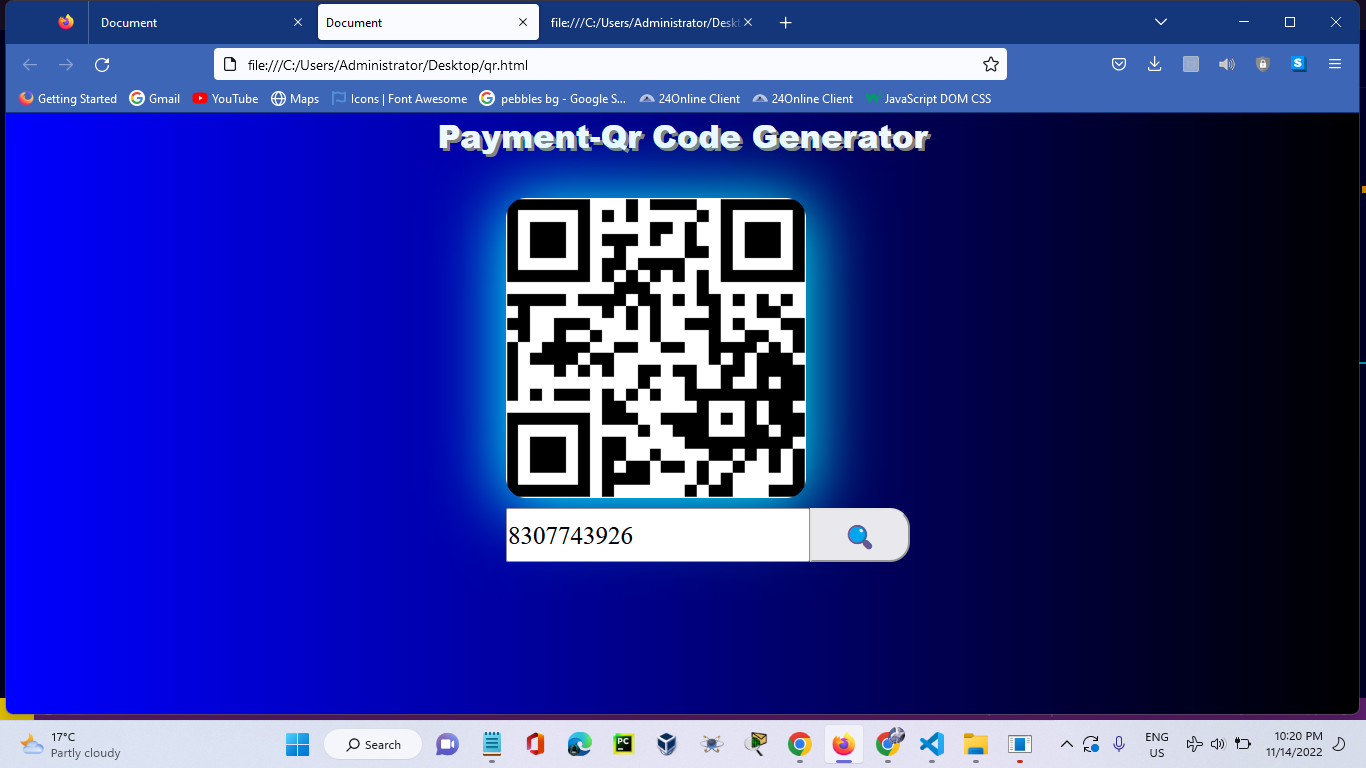 Document
Document
file:///C:/Users/Administrator/Deskt
file:///C:/Users/Administrator/Desktop/qr.html
Getting Started
Gmail
YouTube
Maps
Icons | Font Awesome
pebbles bg - Google S...
24Online Client
24Online Client
JavaScript DOM CSS
Payment-Qr Code Generator
8307743926
17°C
Partly cloudy
Search
ENG
US
10:20 PM
11/14/2022